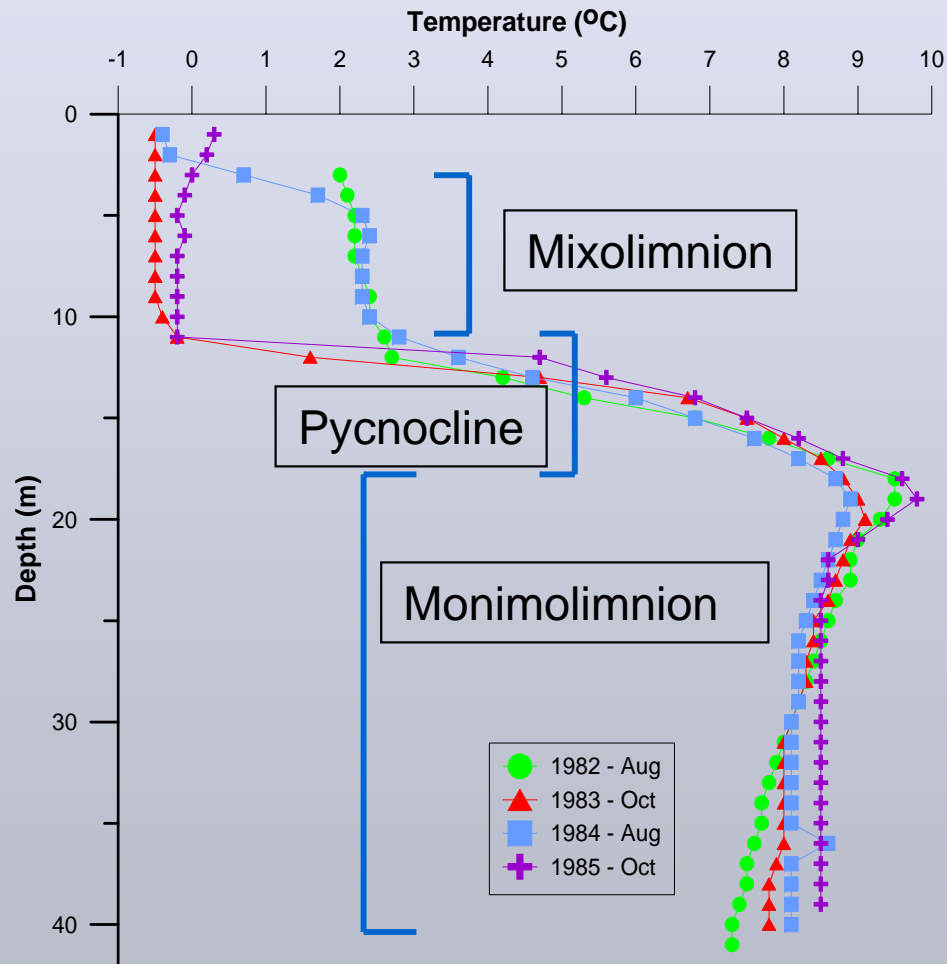 Temperature (ºC)
-1 0 1 2 3 4 5 6 7 8 9 10
0
10
20
30
40
Depth (m)
Mixolimnion
Pycnocline
Monimolimnion
1982 - Aug
1983 - Oct
1984 - Aug
1985 - Oct